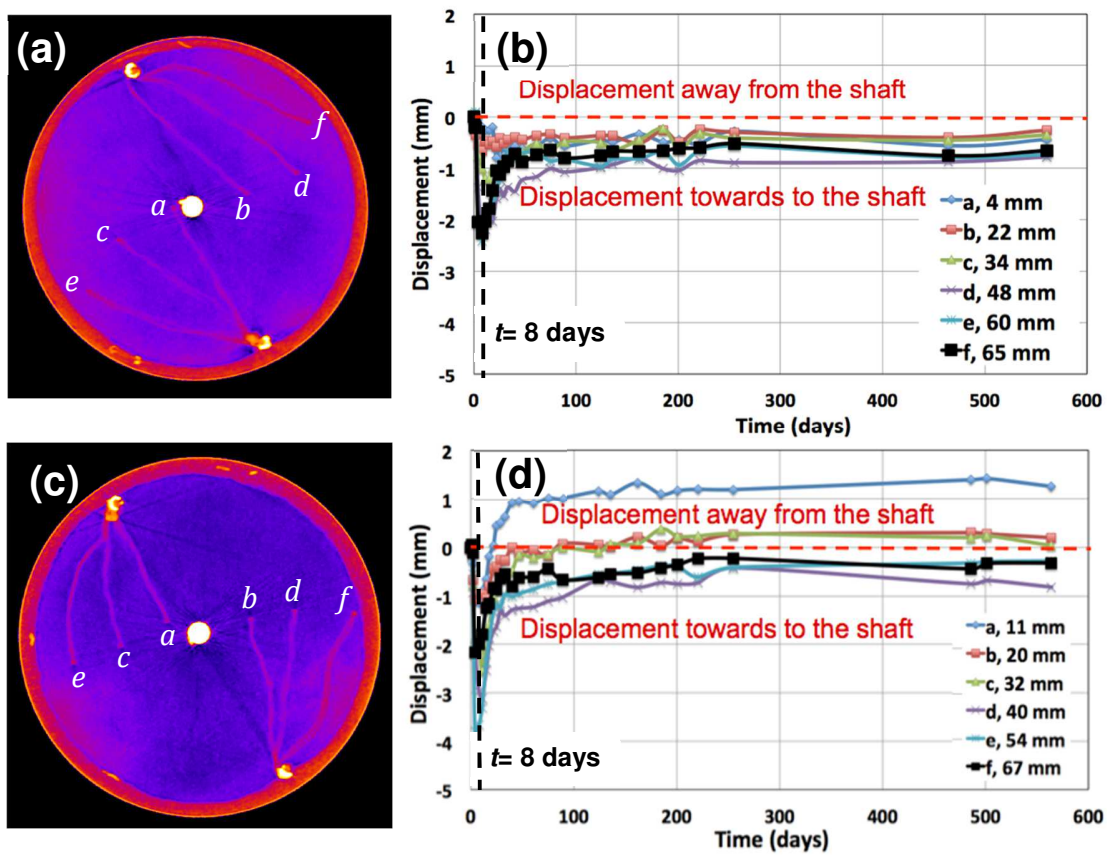 (a)
f
d
a
b
c
e
(b)
2
1
0
-1
-2
-3
-4
-5
Displacement (mm)
Displacement away from the shaft
Displacement towards to the shaft
a, 4 mm
b, 22 mm
c, 34 mm
d, 48 mm
e, 60 mm
f, 65 mm
t= 8 days
0 100 200 300 400 500 600
Time (days)
(c)
b
d
f
a
c
e
(d)
2
1
0
-1
-2
-3
-4
-5
Displacement (mm)
Displacement away from the shaft
Displacement towards to the shaft
a, 11 mm
b, 20 mm
c, 32 mm
d, 40 mm
e, 54 mm
f, 67 mm
t= 8 days
0 100 200 300 400 500 600
Time (days)